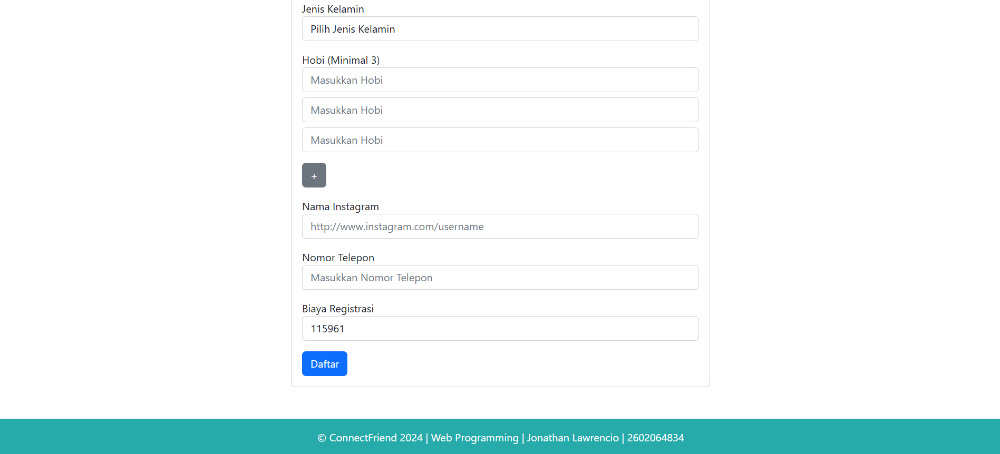 Jenis Kelamin
Pilih Jenis Kelamin
Hobi (Minimal 3)
Masukkan Hobi
Masukkan Hobi
Masukkan Hobi
+
Nama Instagram
http://www.instagram.com/username
Nomor Telepon
Masukkan Nomor Telepon
Biaya Registrasi
115961
Daftar
© ConnectFriend 2024 | Web Programming | Jonathan Lawrencio | 2602064834